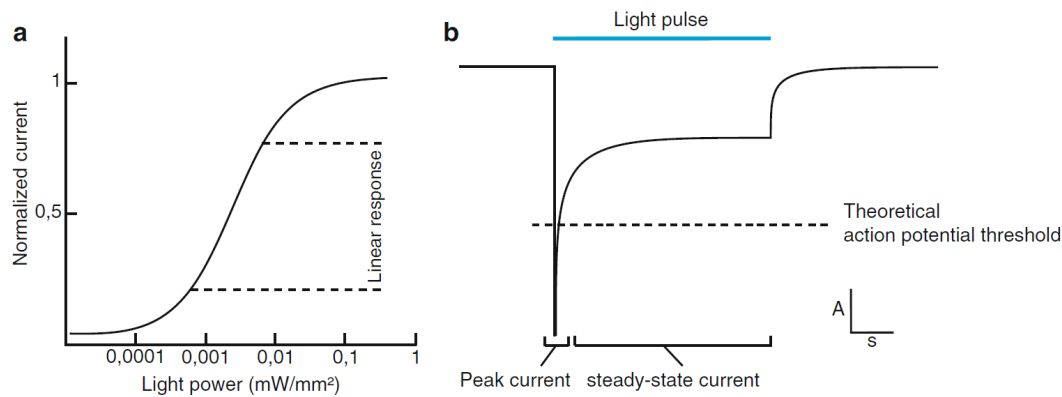 a
Normalized current
1
0,5
Linear response
0,0001
0,001
0,01
0,1
1
Light power (mW/mm²)
b
Light pulse
Theoretical
action potential threshold
A
s
Peak current
steady-state current